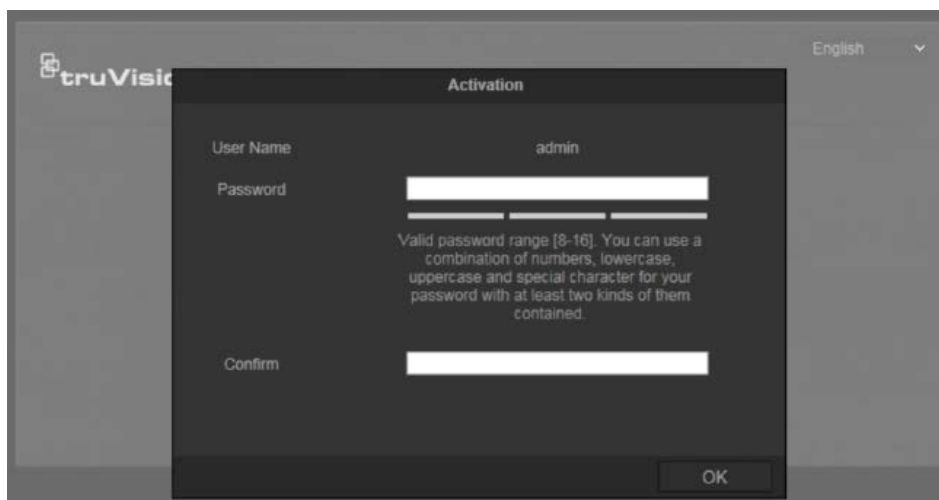 English
truVisio
Activation
User Name admin
Password
Valid password range [8-16]. You can use a
combination of numbers, lowercase,
uppercase and special character for your
password with at least two kinds of them
contained.
Confirm
OK